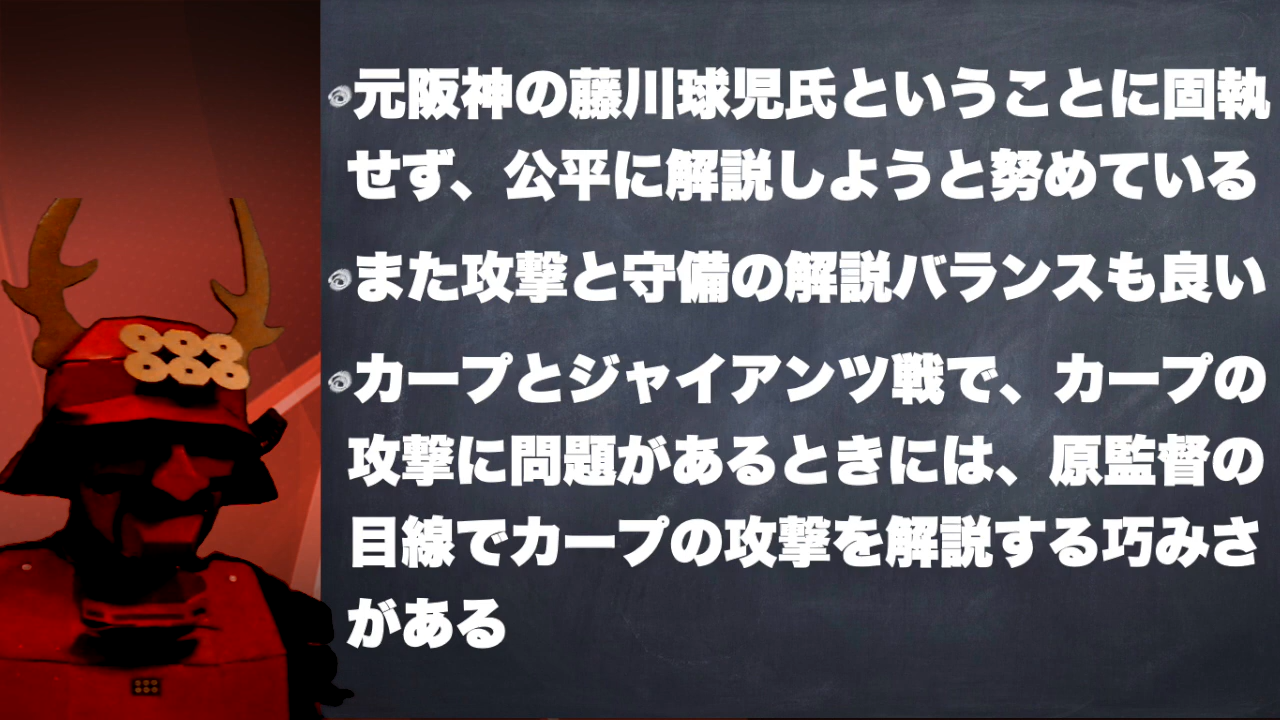 元阪神の藤川球児氏ということに固執
せず、公平に解説しようと努めている
また攻撃と守備の解説バランスも良い
カープとジャイアンツ戦で、カープの
攻撃に問題があるときには、原監督の
目線でカープの攻撃を解説する巧みさ
がある